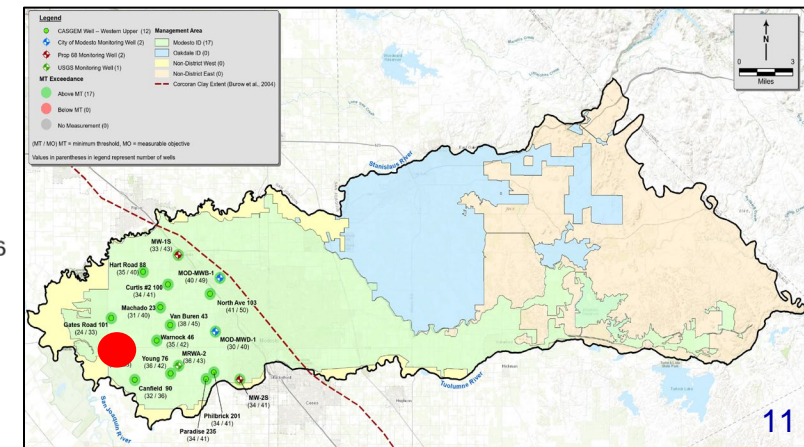 Legend
CASGEM Well -- Western Upper (12)
City of Modesto Monitoring Well (2)
Prop 68 Monitoring Well (2)
USGS Monitoring Well (1)
MT Exceedance
Above MT (17)
Below MT (0)
No Measurement (0)
Management Area
Modesto ID (17)
Oakdale ID (0)
Non-District West (0)
Non-District East (0)
Corcoran Clay Extent (Burow et al., 2004)
(MT / MO) MT = minimum threshold, MO = measurable objective
Values in parentheses in legend represent number of wells
N
0 3
Miles
Stanislaus River
6
MW-1S
(33 / 43)
Hart Road 88
(35 / 40)
MOD-MWB-1
(40 / 49)
Curtis #2 100
(34 / 41)
North Ave 103
(41 / 50)
Machado 23
(31 / 40)
Van Buren 43
(38 / 45)
Gates Road 101
(24 / 33)
MOD-MWD-1
(30 / 40)
Warnock 46
(35 / 42)
MRWA-2
(36 / 43)
Young 76
(36 / 42)
Canfield 90
(32 / 36)
MW-2S
(34 / 41)
Philbrick 201
(34 / 41)
Paradise 235
(34 / 41)
Tuolumne River
San Joaquin River
11